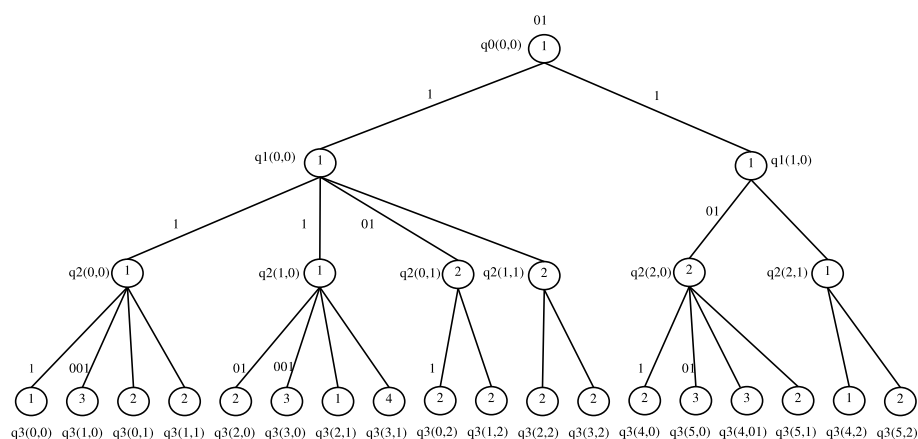 01
q0(0,0) 1
1 1
q1(0,0) 1 1 q1(1,0)
1 1 01 01
q2(0,0) 1 q2(1,0) 1 q2(0,1) 2 q2(1,1) 2 q2(2,0) 2 q2(2,1) 1
1 001 01 001 1 1 01
1 3 2 2 2 3 1 4 2 2 2 2 2 3 3 2 1 2
q3(0,0) q3(1,0) q3(0,1) q3(1,1) q3(2,0) q3(3,0) q3(2,1) q3(3,1) q3(0,2) q3(1,2) q3(2,2) q3(3,2) q3(4,0) q3(5,0) q3(4,01) q3(5,1) q3(4,2) q3(5,2)